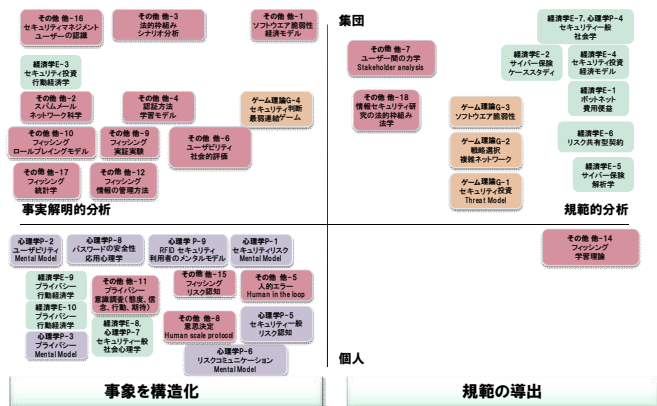 その他 他-16
セキュリティマネジメント
ユーザーの認識
その他 他-3
法的枠組み
シナリオ分析
その他 他-1
ソフトウエア脆弱性
経済モデル
経済学E-3
セキュリティ投資
行動経済学
その他 他-2
スパムメール
ネットワーク科学
その他 他-4
認証方法
学習モデル
ゲーム理論G-4
セキュリティ判断
最弱連結ゲーム
その他 他-10
フィッシング
ロールプレイングモデル
その他 他-9
フィッシング
実証実験
その他 他-6
ユーザビリティ
社会的評価
その他 他-17
フィッシング
統計学
その他 他-12
フィッシング
情報の管理方法
事実解明的分析
集団
その他 他-7
ユーザー間の力学
Stakeholder analysis
その他 他-18
情報セキュリティ研
究の法的枠組み
法学
ゲーム理論G-3
ソフトウエア脆弱性
ゲーム理論G-2
戦略選択
複雑ネットワーク
ゲーム理論G-1
セキュリティ投資
Threat Model
経済学E-7、心理学P-4
セキュリティ一般
社会学
経済学E-2
サイバー保険
ケーススタディ
経済学E-4
セキュリティ投資
経済モデル
経済学E-1
ボットネット
費用便益
経済学E-6
リスク共有型契約
経済学E-5
サイバー保険
解析学
規範的分析
心理学P-2
ユーザビリティ
Mental Model
心理学P-8
パスワードの安全性
応用心理学
心理学 P-9
RFID セキュリティ
利用者のメンタルモデル
心理学P-1
セキュリティリスク
Mental Model
経済学E-9
プライバシー
行動経済学
経済学E-10
プライバシー
行動経済学
心理学P-3
プライバシー
Mental Model
その他 他-11
プライバシー
意識調査(態度、信
念、行動、期待)
経済学E-8、
心理学P-7
セキュリティ一般
社会心理学
その他 他-15
フィッシング
リスク認知
その他 他-5
人的エラー
Human in the loop
その他 他-8
意思決定
Human scale protocol
心理学P-5
セキュリティ一般
リスク認知
心理学P-6
リスクコミュニケーション
Mental Model
その他 他-14
フィッシング
学習理論
個人
事象を構造化
規範の導出